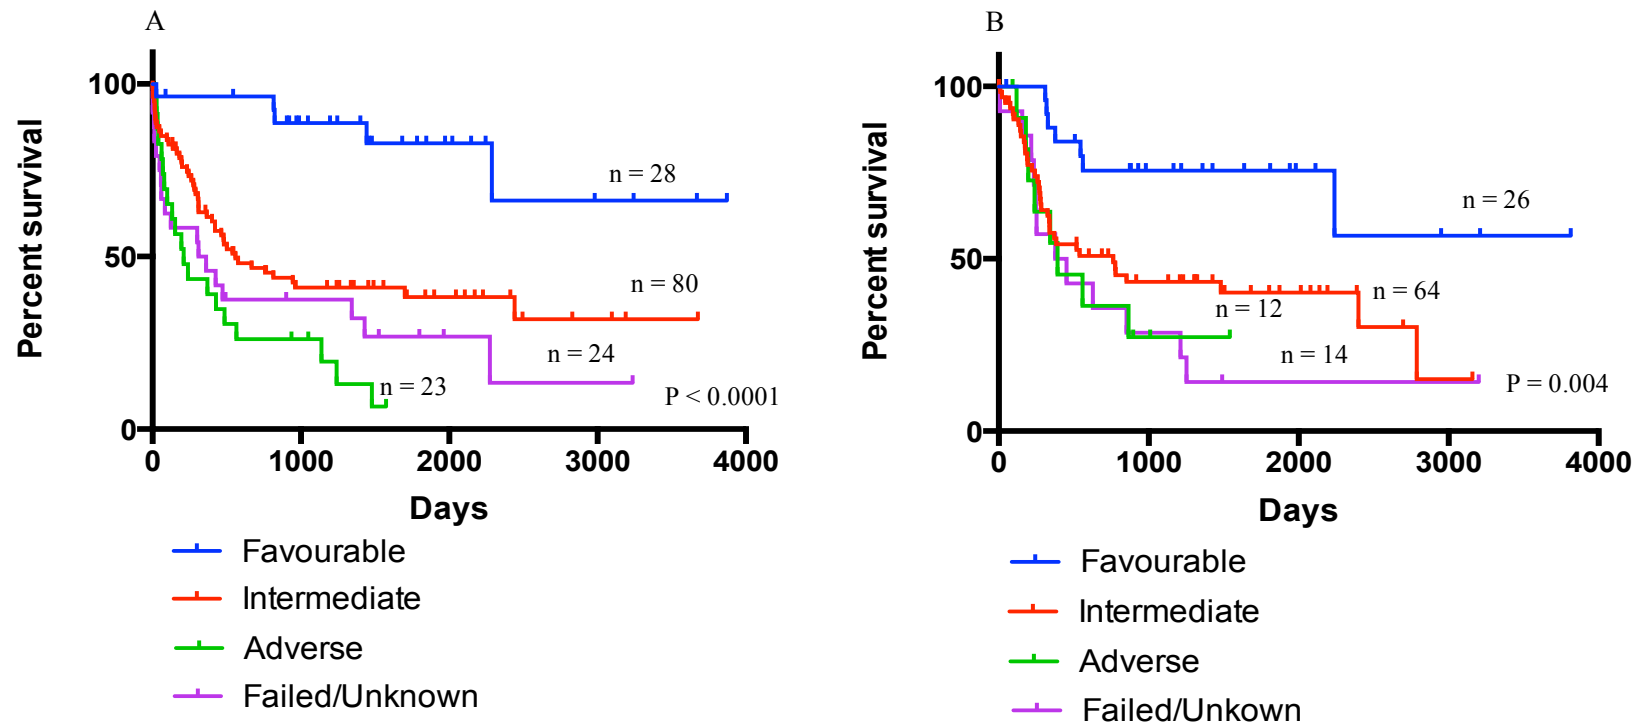 A
Percent survival
100
50
0
0 1000 2000 3000 4000
Days
n = 28
n = 80
n = 24
n = 23
P < 0.0001
Favourable
Intermediate
Adverse
Failed/Unknown
B
Percent survival
100
50
0
0 1000 2000 3000 4000
Days
n = 26
n = 64
n = 12
n = 14
P = 0.004
Favourable
Intermediate
Adverse
Failed/Unkown